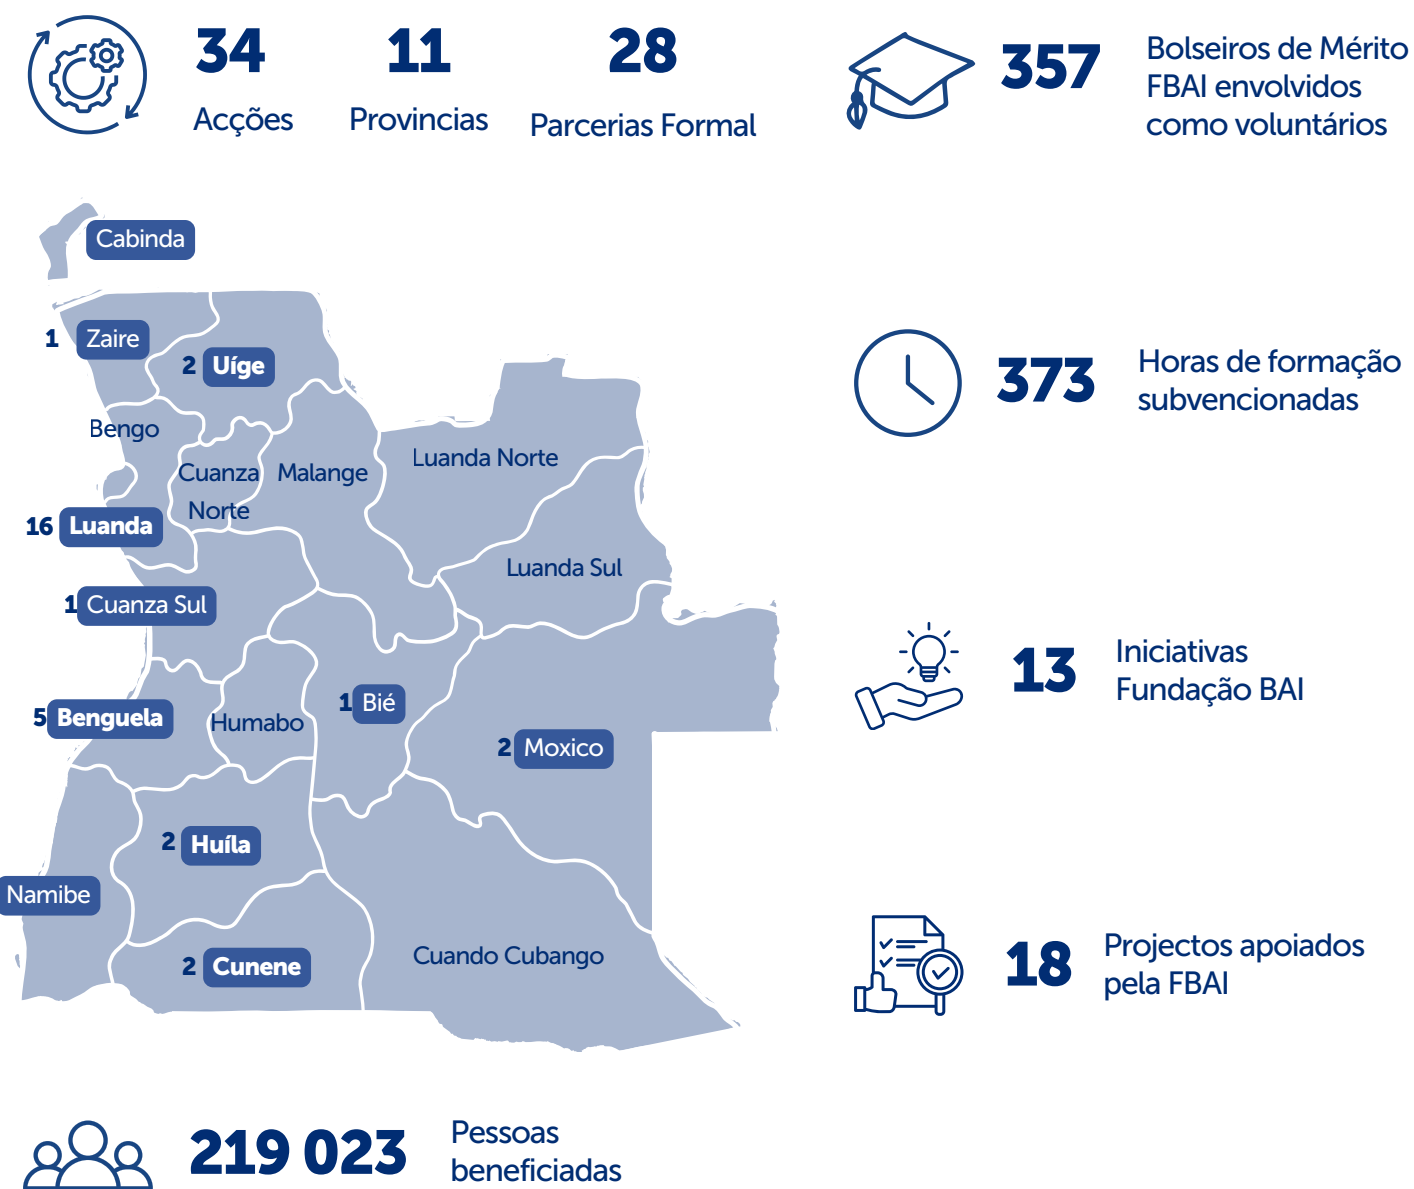 34
Acções
11
Provincias
28
Parcerias Formal
357
Bolseiros de Mérito
FBAI envolvidos
como voluntários
Cabinda
1 Zaire
2 Uíge
Bengo
Cuanza
Norte
Malange
Luanda Norte
16 Luanda
Luanda Sul
1 Cuanza Sul
5 Benguela
Humabo
1 Bié
2 Moxico
2 Huíla
Namibe
2 Cunene
Cuando Cubango
373
Horas de formação
subvencionadas
13
Iniciativas
Fundação BAI
18
Projectos apoiados
pela FBAI
219 023
Pessoas
beneficiadas